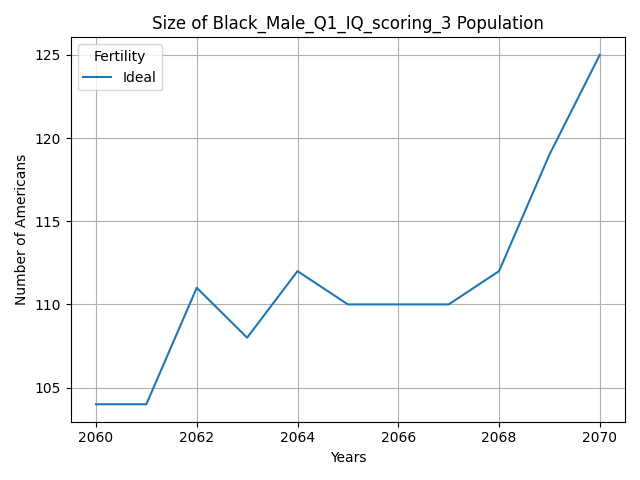 Size of Black_Male_Q1_IQ_scoring_3 Population
Fertility
Ideal
Number of Americans
125
120
115
110
105
2060 2062 2064 2066 2068 2070
Years